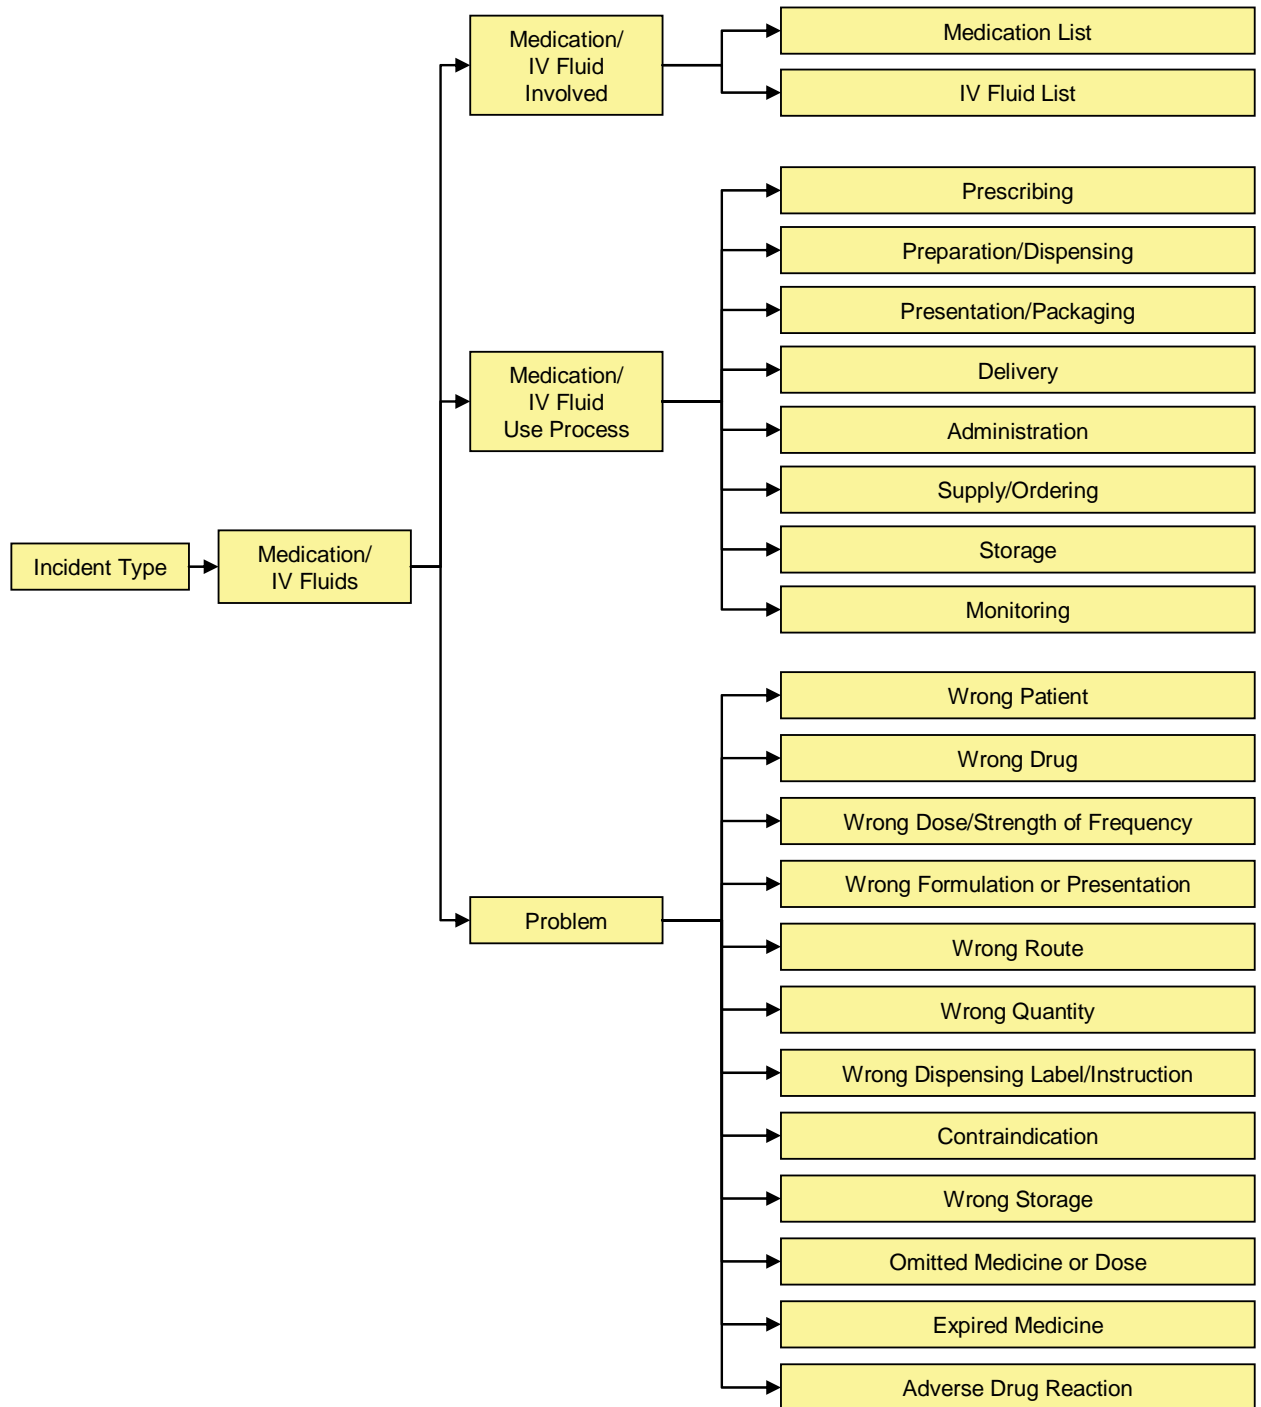 Medication/
IV Fluid
Involved
Medication List
IV Fluid List
Medication/
IV Fluid
Use Process
Prescribing
Preparation/Dispensing
Presentation/Packaging
Delivery
Administration
Supply/Ordering
Storage
Monitoring
Incident Type
Medication/
IV Fluids
Problem
Wrong Patient
Wrong Drug
Wrong Dose/Strength of Frequency
Wrong Formulation or Presentation
Wrong Route
Wrong Quantity
Wrong Dispensing Label/Instruction
Contraindication
Wrong Storage
Omitted Medicine or Dose
Expired Medicine
Adverse Drug Reaction